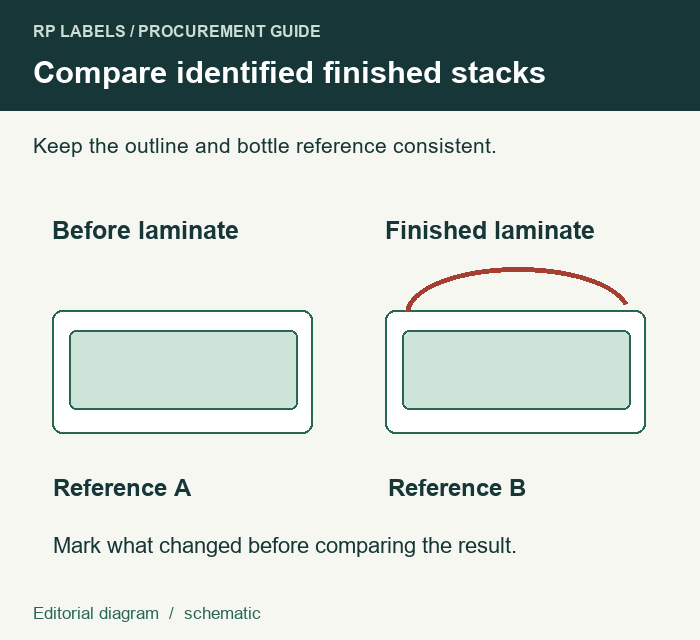 RP LABELS / PROCUREMENT GUIDE
Compare identified finished stacks
Keep the outline and bottle reference consistent.
Before laminate
Finished laminate
Reference A
Reference B
Mark what changed before comparing the result.
Editorial diagram / schematic